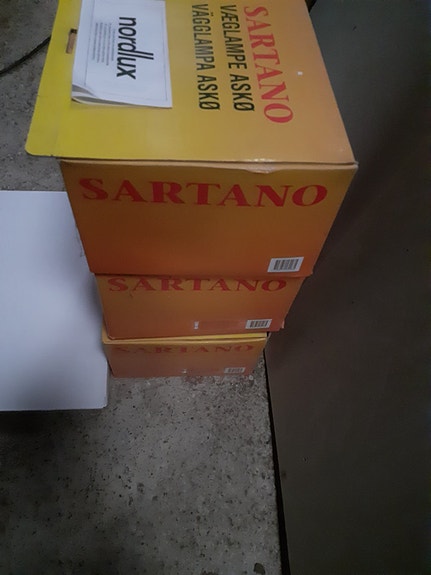 nordlux
SARTANO
VÆGLAMPE ASKØ
VÄGGLAMPA ASKØ
SARTANO
SARTANO
SARTANO